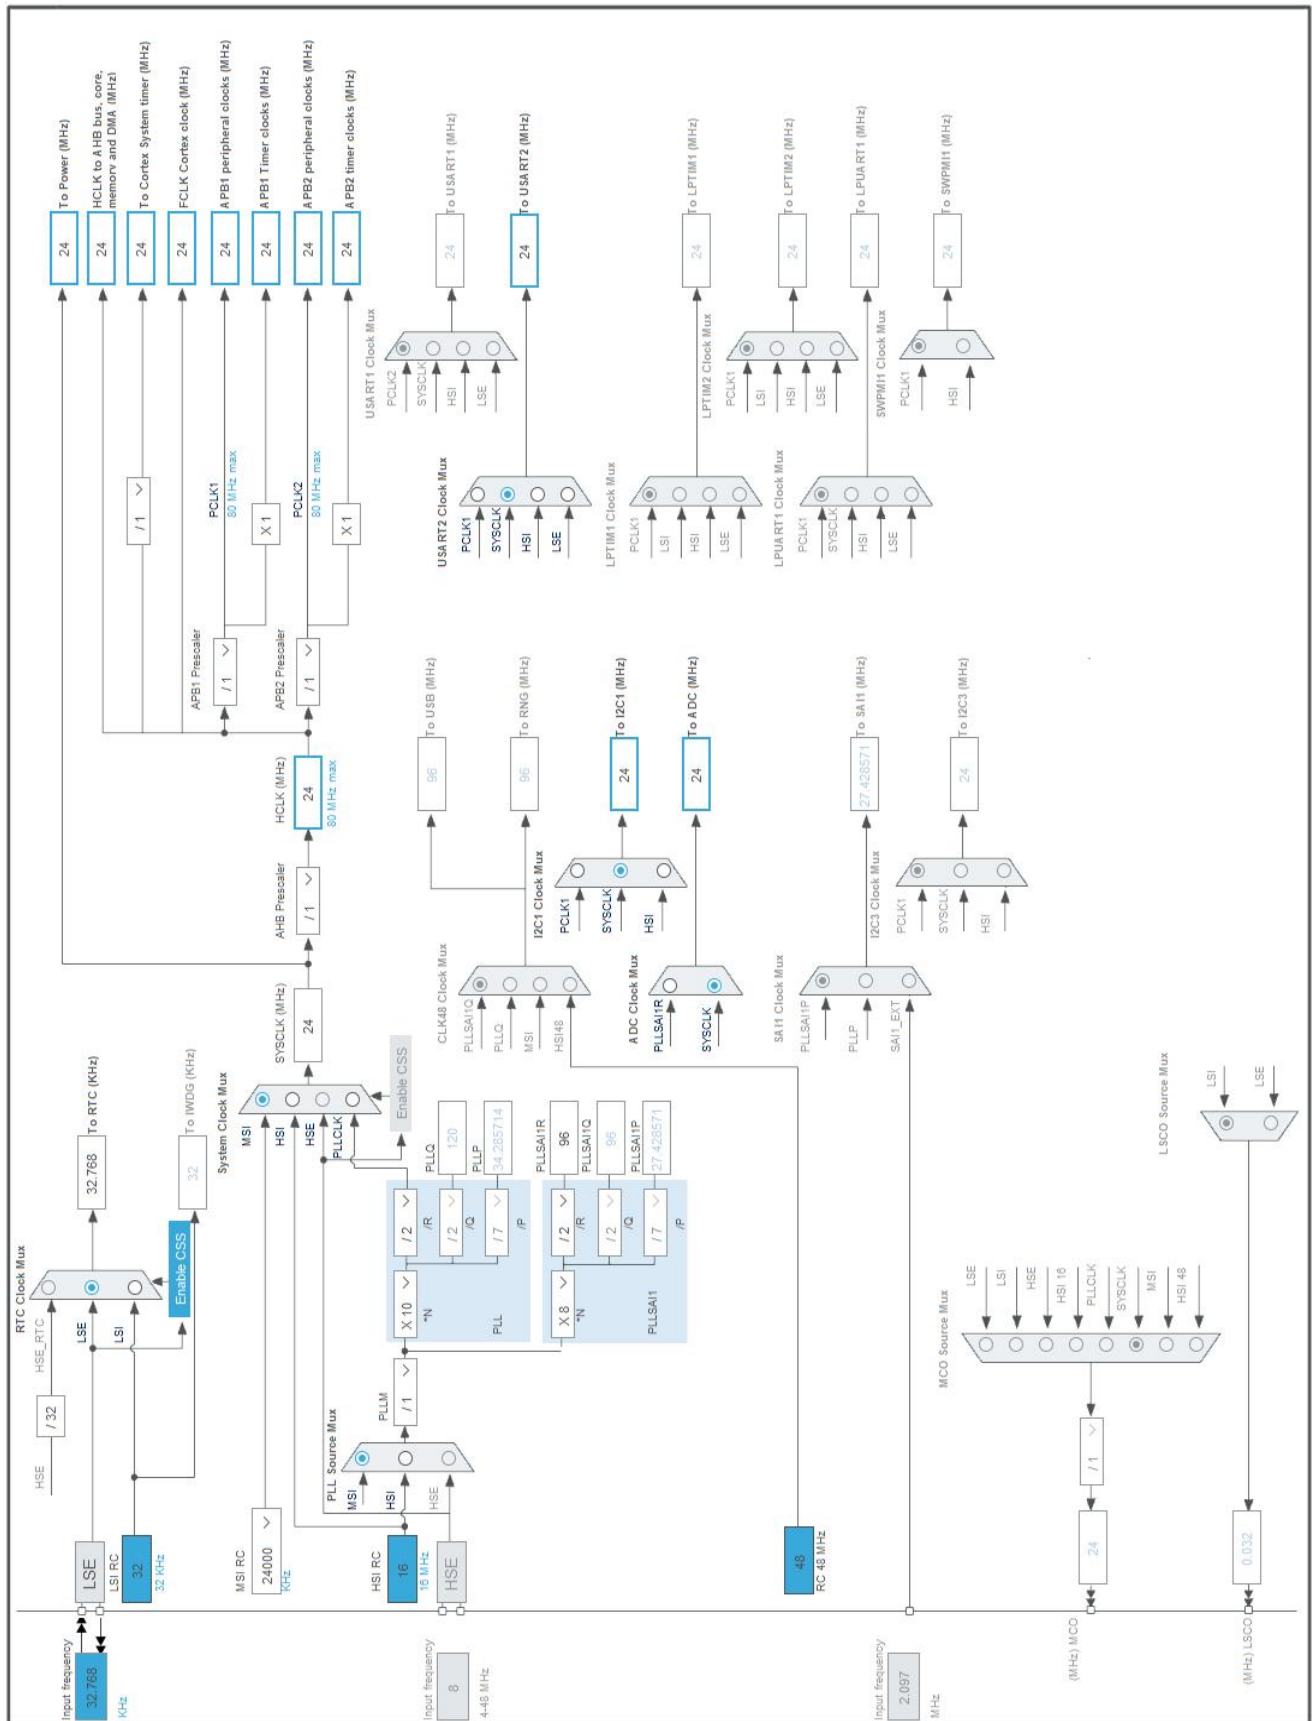 Input frequency
32.768
KHz
LSE
LSI RC
32
32 KHz
HSE
/ 32
HSE_RTC
LSE
LSI
RTC Clock Mux
Enable CSS
32.768
To RTC (KHz)
32
To IWDG (KHz)
MSI RC
24000
KHz
HSI RC
16
16 MHz
HSE
Input frequency
8
4-48 MHz
PLL Source Mux
MSI
HSI
HSE
PLLM
/ 1
X 10
*N
PLL
/ 2
/R
/ 2
/Q
/ 7
/P
PLLQ
120
PLLP
34.285714
X 8
*N
PLLSAI1
/ 2
/R
/ 2
/Q
/ 7
/P
PLLSAI1R
96
PLLSAI1Q
96
PLLSAI1P
27.428571
System Clock Mux
MSI
HSI
HSE
PLLCLK
Enable CSS
SYSCLK (MHz)
24
AHB Prescaler
/ 1
HCLK (MHz)
24
80 MHz max
APB1 Prescaler
/ 1
APB2 Prescaler
/ 1
/ 1
PCLK1
80 MHz max
X 1
PCLK2
80 MHz max
X 1
24
To Power (MHz)
24
HCLK to AHB bus, core,
memory and DMA (MHz)
24
To Cortex System timer (MHz)
24
FCLK Cortex clock (MHz)
24
APB1 peripheral clocks (MHz)
24
APB1 Timer clocks (MHz)
24
APB2 peripheral clocks (MHz)
24
APB2 timer clocks (MHz)
USART1 Clock Mux
PCLK2
SYSCLK
HSI
LSE
24
To USART1 (MHz)
USART2 Clock Mux
PCLK1
SYSCLK
HSI
LSE
24
To USART2 (MHz)
LPTIM1 Clock Mux
PCLK1
LSI
HSI
LSE
24
To LPTIM1 (MHz)
LPTIM2 Clock Mux
PCLK1
LSI
HSI
LSE
24
To LPTIM2 (MHz)
LPUART1 Clock Mux
PCLK1
SYSCLK
HSI
LSE
24
To LPUART1 (MHz)
SWPMI1 Clock Mux
PCLK1
HSI
24
To SWPMI1 (MHz)
CLK48 Clock Mux
PLLSAI1Q
PLLQ
MSI
HSI48
96
To USB (MHz)
96
To RNG (MHz)
I2C1 Clock Mux
PCLK1
SYSCLK
HSI
24
To I2C1 (MHz)
ADC Clock Mux
PLLSAI1R
SYSCLK
24
To ADC (MHz)
SAI1 Clock Mux
PLLSAI1P
PLLP
SAI1_EXT
27.428571
To SAI1 (MHz)
I2C3 Clock Mux
PCLK1
SYSCLK
HSI
24
To I2C3 (MHz)
48
RC 48 MHz
Input frequency
2.097
MHz
MCO Source Mux
LSE
LSI
HSE
HSI 16
PLLCLK
SYSCLK
MSI
HSI 48
/ 1
24
(MHz) MCO
LSCO Source Mux
LSI
LSE
0.032
(MHz) LSCO